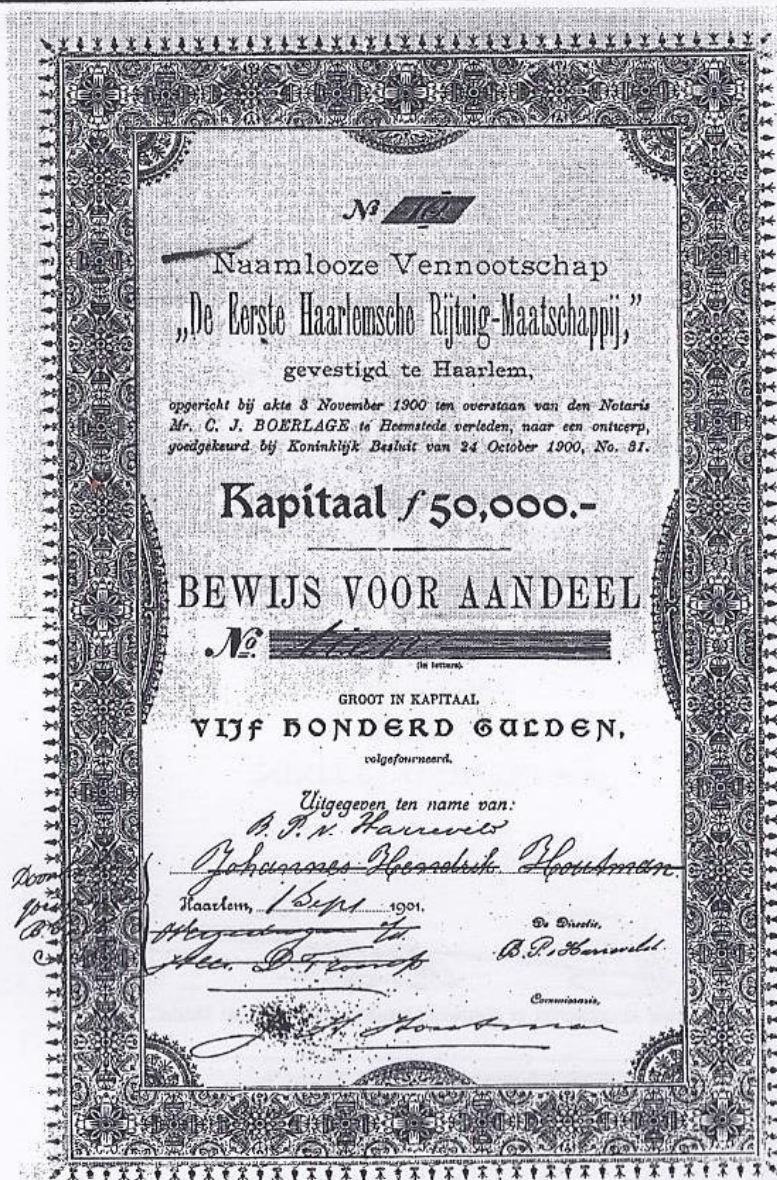 No 10
Naamlooze Vennootschap
„De Eerste Haarlemsche Rijtuig-Maatschappij,”
gevestigd te Haarlem,
opgericht bij akte 3 November 1900 ten overstaan van den Notaris
Mr. C. J. BOERLAGE te Heemstede verleden, naar een ontwerp,
goedgekeurd bij Koninklijk Besluit van 24 October 1900, No. 31.
Kapitaal ƒ 50,000.-
BEWIJS VOOR AANDEEL
No. tien
(in letters).
GROOT IN KAPITAAL
VIJF HONDERD GULDEN,
volgefourneerd.
Uitgegeven ten name van:
B. P. v. Harreveld
Johannes Hendrik Houtman
Haarlem, 1 Sept 1901.
De Directie,
B. P. v Harreveld
Commissaris,
J H Houtman